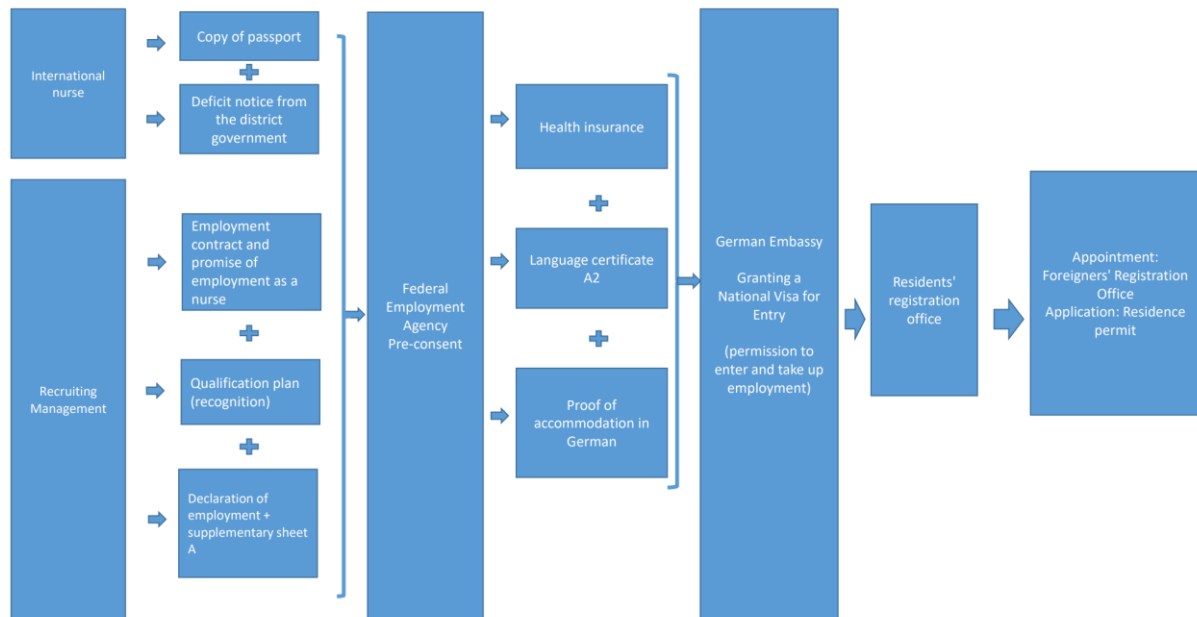 International
nurse
Copy of passport
Deficit notice from
the district
government
Recruiting
Management
Employment
contract and
promise of
employment as a
nurse
Qualification plan
(recognition)
Declaration of
employment +
supplementary sheet
A
Federal
Employment
Agency
Pre-consent
Health insurance
Language certificate
A2
Proof of
accommodation in
German
German Embassy
Granting a
National Visa for
Entry
(permission to
enter and take up
employment)
Residents'
registration
office
Appointment:
Foreigners' Registration
Office
Application: Residence
permit